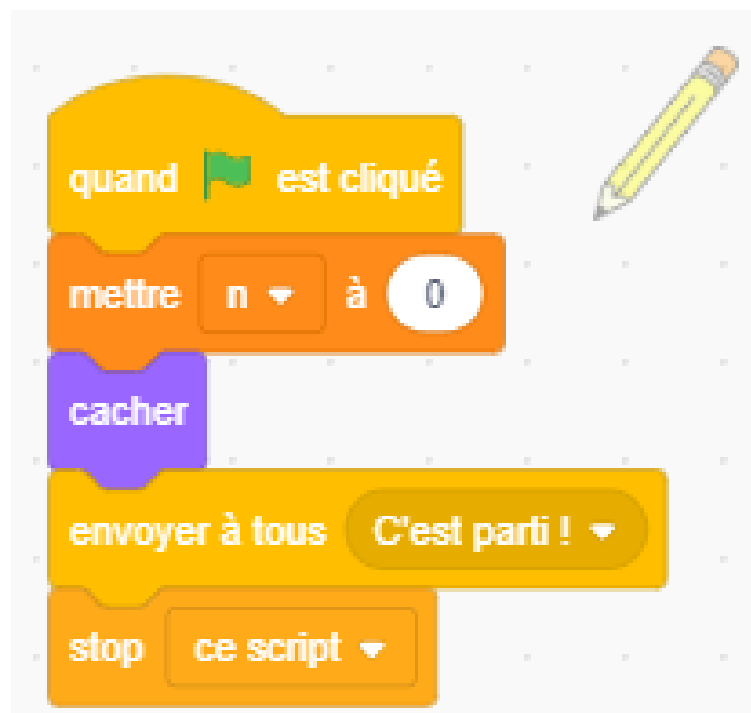 quand est cliqué
mettre n à 0
cacher
envoyer à tous C'est parti !
stop ce script